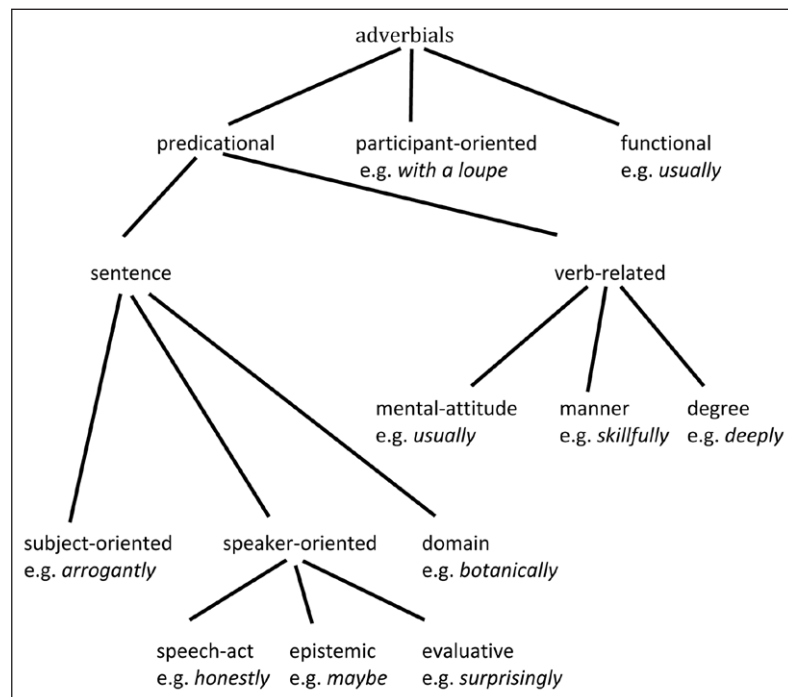 adverbials
predicational participant-oriented functional
e.g. with a loupe e.g. usually
sentence verb-related
mental-attitude manner degree
e.g. usually e.g. skillfully e.g. deeply
subject-oriented speaker-oriented domain
e.g. arrogantly e.g. botanically
speech-act epistemic evaluative
e.g. honestly e.g. maybe e.g. surprisingly